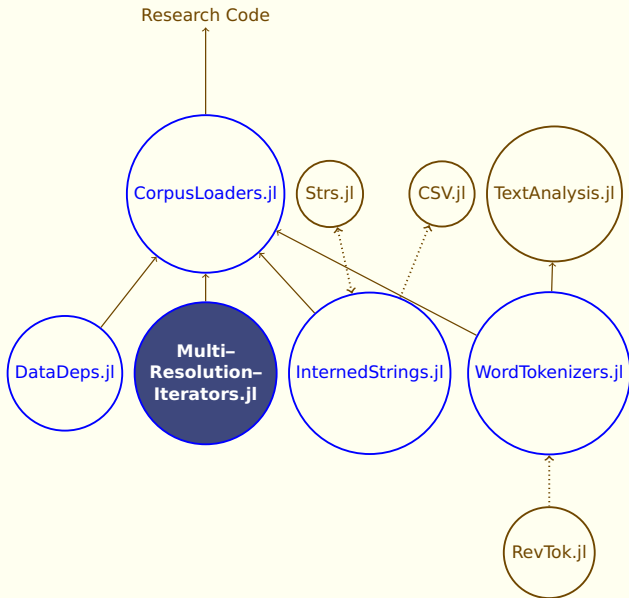 Research Code
CorpusLoaders.jl
Strs.jl
CSV.jl
TextAnalysis.jl
DataDeps.jl
Multi–
Resolution–
Iterators.jl
InternedStrings.jl
WordTokenizers.jl
RevTok.jl